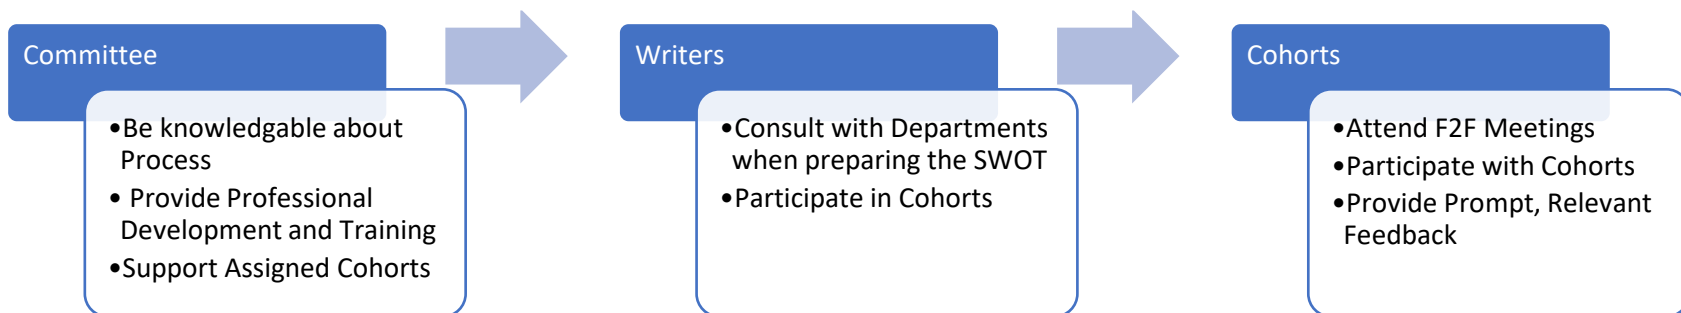 Committee
•Be knowledgable about
Process
• Provide Professional
Development and Training
•Support Assigned Cohorts
Writers
•Consult with Departments
when preparing the SWOT
•Participate in Cohorts
Cohorts
•Attend F2F Meetings
•Participate with Cohorts
•Provide Prompt, Relevant
Feedback